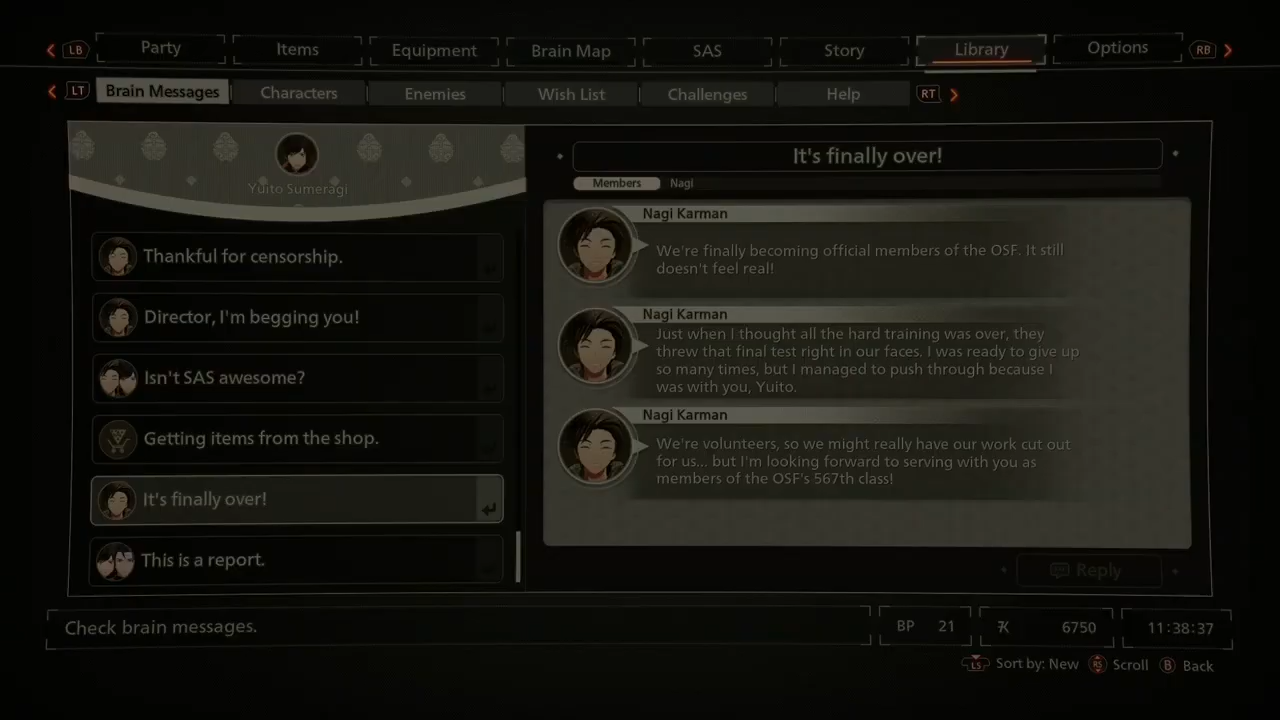 LB Party Items Equipment Brain Map SAS Story Library Options RB
LT Brain Messages Characters Enemies Wish List Challenges Help RT
Yuito Sumeragi
Thankful for censorship.
Director, I'm begging you!
Isn't SAS awesome?
Getting items from the shop.
It's finally over!
This is a report.
It's finally over!
Members Nagi
Nagi Karman
We're finally becoming official members of the OSF. It still
doesn't feel real!
Nagi Karman
Just when I thought all the hard training was over, they
threw that final test right in our faces. I was ready to give up
so many times, but I managed to push through because I
was with you, Yuito.
Nagi Karman
We're volunteers, so we might really have our work cut out
for us... but I'm looking forward to serving with you as
members of the OSF's 567th class!
Reply
Check brain messages.
BP 21
K 6750
11:38:37
LS Sort by: New RS Scroll B Back